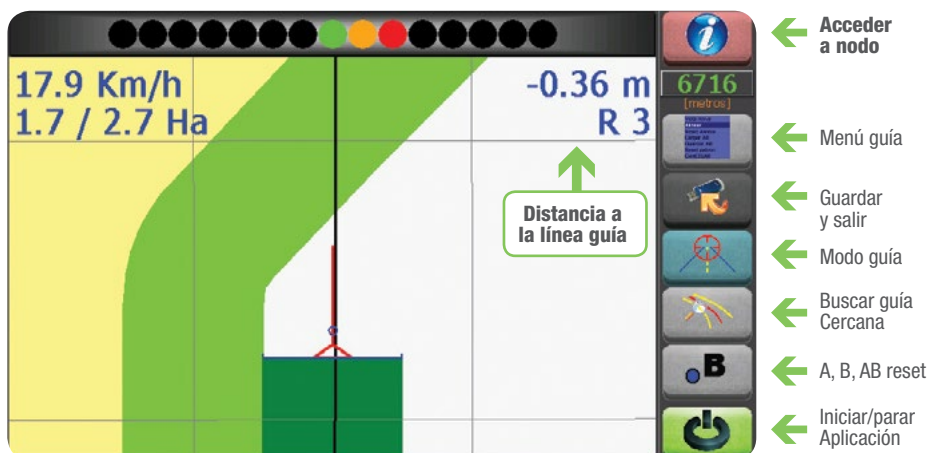 17.9 Km/h
1.7 / 2.7 Ha
-0.36 m
R 3
Distancia a
la línea guía
6716
[metros]
B
Acceder
a nodo
Menú guía
Guardar
y salir
Modo guía
Buscar guía
Cercana
A, B, AB reset
Iniciar/parar
Aplicación